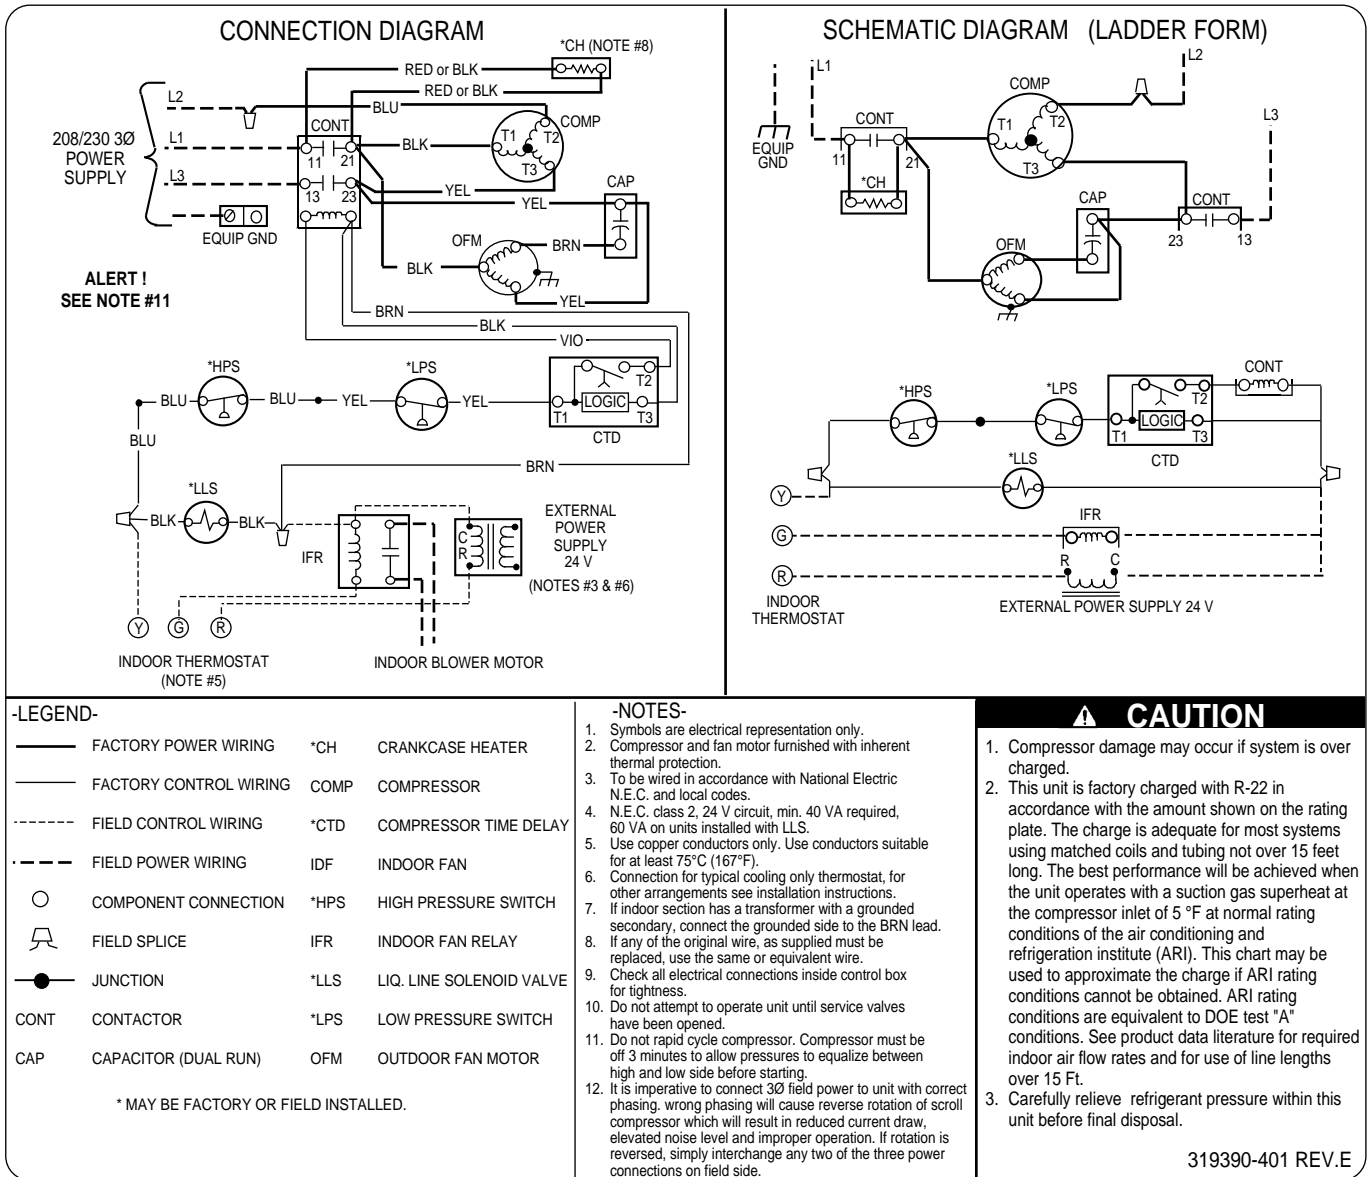 CONNECTION DIAGRAM
*CH (NOTE #8)
RED or BLK
RED or BLK
L2
BLU
CONT
COMP
208/230 3Ø
POWER
SUPPLY
L1
11
21
BLK
T1
T2
T3
L3
13
23
YEL
YEL
CAP
EQUIP GND
OFM
BRN
BLK
YEL
ALERT !
SEE NOTE #11
BRN
BLK
VIO
*HPS
*LPS
BLU
BLU
YEL
YEL
T2
LOGIC
T1
T3
CTD
BLU
BRN
*LLS
BLK
BLK
IFR
C
R
EXTERNAL
POWER
SUPPLY
24 V
(NOTES #3 & #6)
Y
G
R
INDOOR THERMOSTAT
(NOTE #5)
INDOOR BLOWER MOTOR
SCHEMATIC DIAGRAM (LADDER FORM)
L1
L2
COMP
L3
EQUIP
GND
CONT
11
21
T1
T2
T3
*CH
CAP
CONT
23
13
OFM
*HPS
*LPS
CONT
T2
LOGIC
T1
T3
CTD
*LLS
Y
IFR
G
R
C
R
INDOOR
THERMOSTAT
EXTERNAL POWER SUPPLY 24 V
-LEGEND-
FACTORY POWER WIRING *CH CRANKCASE HEATER
FACTORY CONTROL WIRING COMP COMPRESSOR
FIELD CONTROL WIRING *CTD COMPRESSOR TIME DELAY
FIELD POWER WIRING IDF INDOOR FAN
COMPONENT CONNECTION *HPS HIGH PRESSURE SWITCH
FIELD SPLICE IFR INDOOR FAN RELAY
JUNCTION *LLS LIQ. LINE SOLENOID VALVE
CONT CONTACTOR *LPS LOW PRESSURE SWITCH
CAP CAPACITOR (DUAL RUN) OFM OUTDOOR FAN MOTOR
* MAY BE FACTORY OR FIELD INSTALLED.
-NOTES-
1. Symbols are electrical representation only.
2. Compressor and fan motor furnished with inherent
thermal protection.
3. To be wired in accordance with National Electric
N.E.C. and local codes.
4. N.E.C. class 2, 24 V circuit, min. 40 VA required,
60 VA on units installed with LLS.
5. Use copper conductors only. Use conductors suitable
for at least 75°C (167°F).
6. Connection for typical cooling only thermostat, for
other arrangements see installation instructions.
7. If indoor section has a transformer with a grounded
secondary, connect the grounded side to the BRN lead.
8. If any of the original wire, as supplied must be
replaced, use the same or equivalent wire.
9. Check all electrical connections inside control box
for tightness.
10. Do not attempt to operate unit until service valves
have been opened.
11. Do not rapid cycle compressor. Compressor must be
off 3 minutes to allow pressures to equalize between
high and low side before starting.
12. It is imperative to connect 3Ø field power to unit with correct
phasing. wrong phasing will cause reverse rotation of scroll
compressor which will result in reduced current draw,
elevated noise level and improper operation. If rotation is
reversed, simply interchange any two of the three power
connections on field side.
CAUTION
1. Compressor damage may occur if system is over
charged.
2. This unit is factory charged with R-22 in
accordance with the amount shown on the rating
plate. The charge is adequate for most systems
using matched coils and tubing not over 15 feet
long. The best performance will be achieved when
the unit operates with a suction gas superheat at
the compressor inlet of 5 °F at normal rating
conditions of the air conditioning and
refrigeration institute (ARI). This chart may be
used to approximate the charge if ARI rating
conditions cannot be obtained. ARI rating
conditions are equivalent to DOE test "A"
conditions. See product data literature for required
indoor air flow rates and for use of line lengths
over 15 Ft.
3. Carefully relieve refrigerant pressure within this
unit before final disposal.
319390-401 REV.E